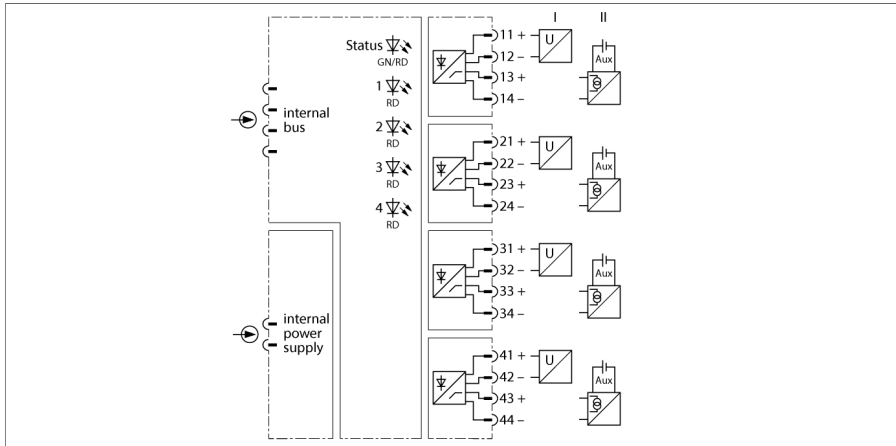 I II
Status
GN/RD
1
RD
2
RD
3
RD
4
RD
internal
bus
internal
power
supply
11 +
12 –
13 +
14 –
U
Aux
21 +
22 –
23 +
24 –
U
Aux
31 +
32 –
33 +
34 –
U
Aux
41 +
42 –
43 +
44 –
U
Aux